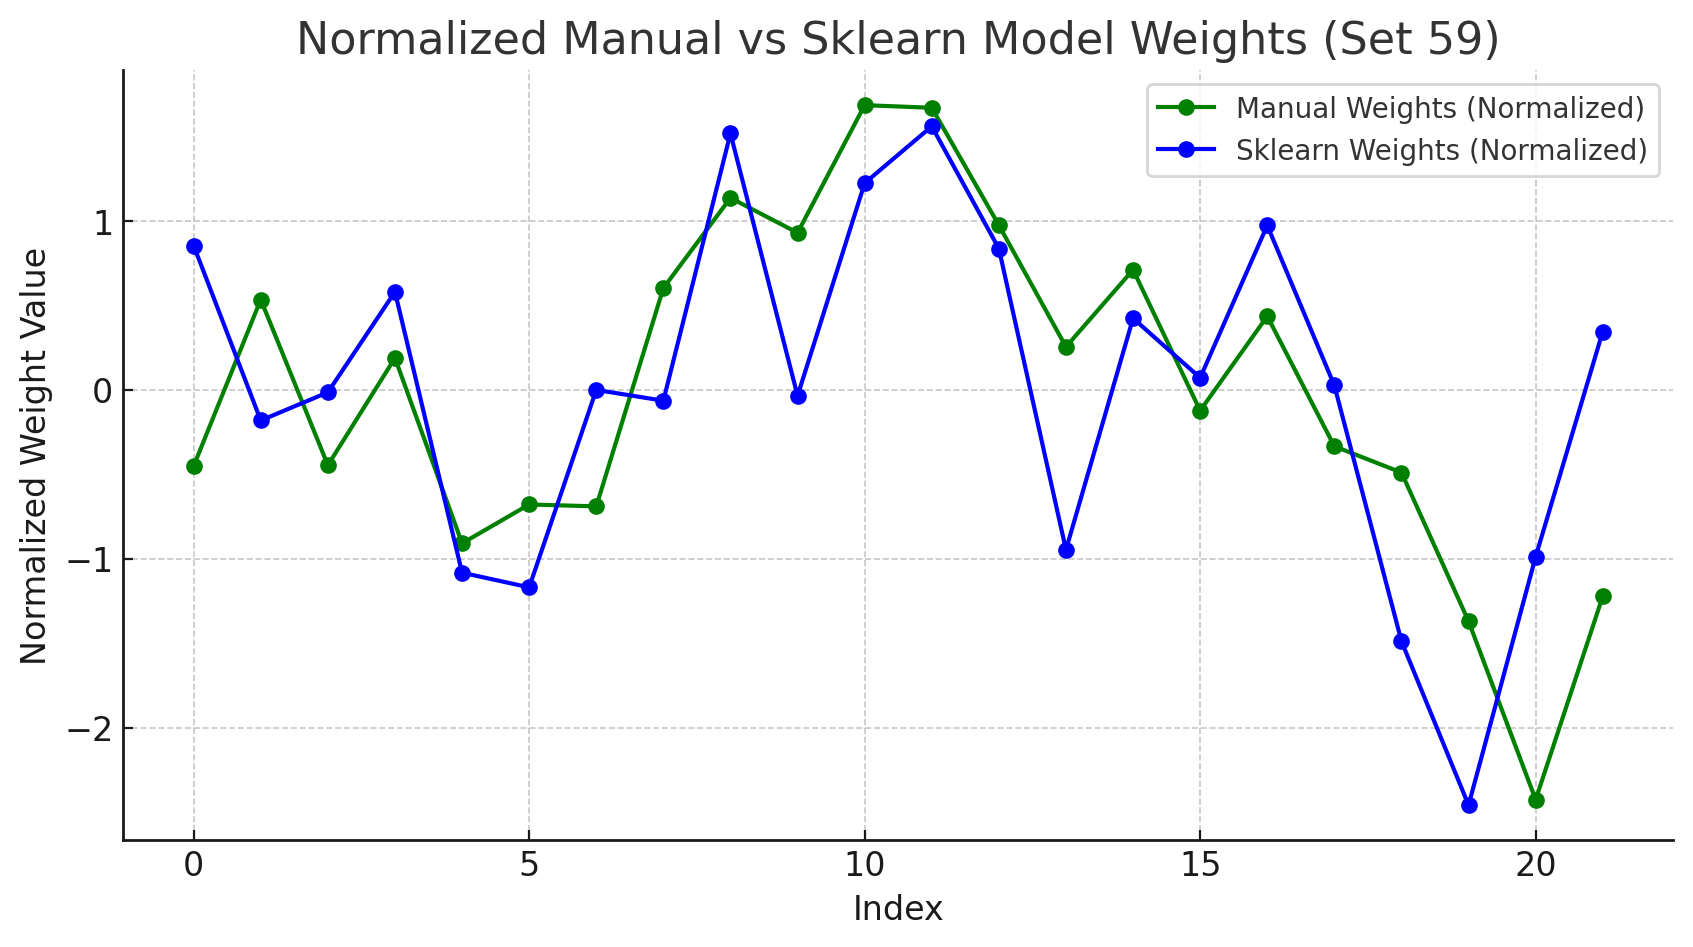 Normalized Manual vs Sklearn Model Weights (Set 59)
Manual Weights (Normalized)
Sklearn Weights (Normalized)
Normalized Weight Value
1
0
−1
−2
0 5 10 15 20
Index